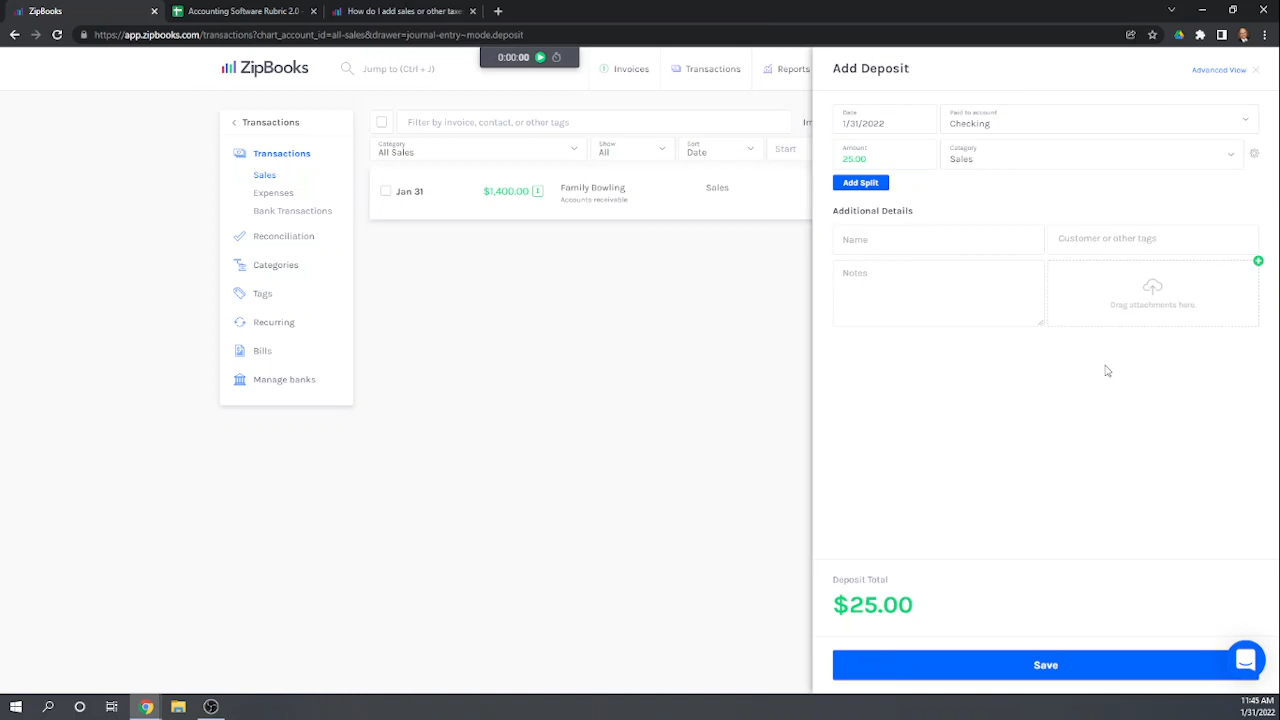 ZipBooks
Accounting Software Rubric 2.0 -
How do I add sales or other taxe
https://app.zipbooks.com/transactions?chart_account_id=all-sales&drawer=journal-entry~mode.deposit
ZipBooks
Jump to (Ctrl + J)
0:00:00
Invoices
Transactions
Reports
Add Deposit
Advanced View
Transactions
Filter by invoice, contact, or other tags
Im
Date
1/31/2022
Paid to account
Checking
Transactions
Category
All Sales
Show
All
Sort
Date
Start
Amount
25.00
Category
Sales
Sales
Expenses
Bank Transactions
Reconciliation
Categories
Tags
Recurring
Bills
Manage banks
Jan 31
$1,400.00
Family Bowling
Accounts receivable
Sales
Add Split
Additional Details
Name
Customer or other tags
Notes
Drag attachments here.
Deposit Total
$25.00
Save
11:45 AM
1/31/2022